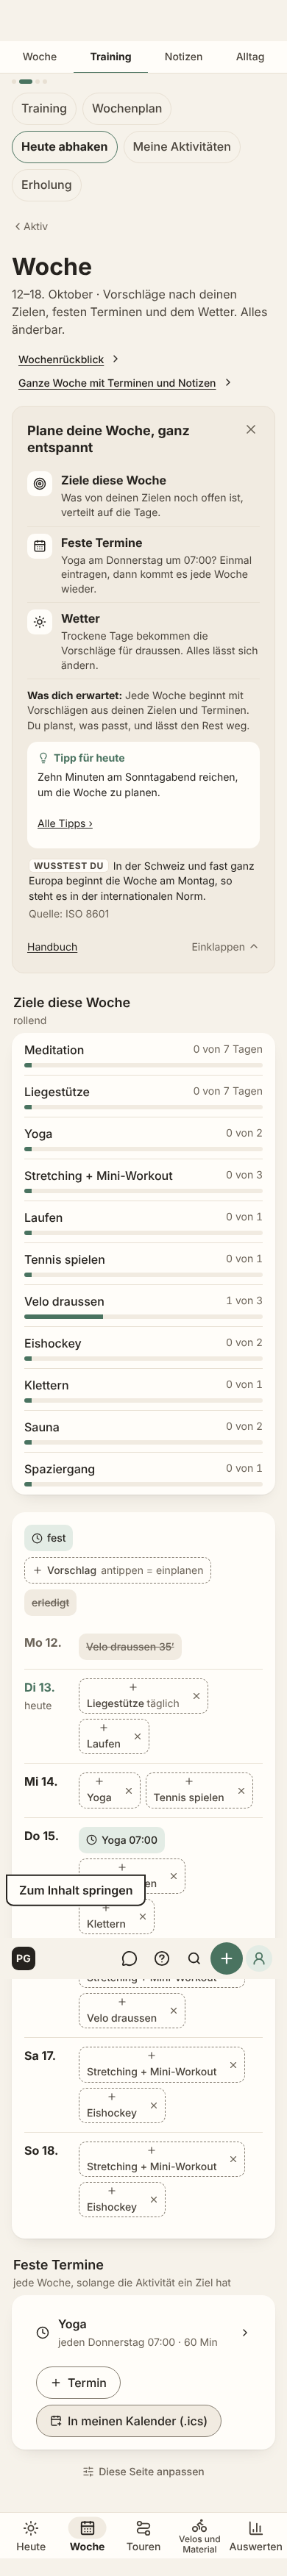 Woche Training Notizen Alltag
Training Wochenplan
Heute abhaken Meine Aktivitäten
Erholung
Aktiv
Woche
12–18. Oktober · Vorschläge nach deinen
Zielen, festen Terminen und dem Wetter. Alles
änderbar.
Wochenrückblick
Ganze Woche mit Terminen und Notizen
Plane deine Woche, ganz
entspannt
Ziele diese Woche
Was von deinen Zielen noch offen ist,
verteilt auf die Tage.
Feste Termine
Yoga am Donnerstag um 07:00? Einmal
eintragen, dann kommt es jede Woche
wieder.
Wetter
Trockene Tage bekommen die
Vorschläge für draussen. Alles lässt sich
ändern.
Was dich erwartet: Jede Woche beginnt mit
Vorschlägen aus deinen Zielen und Terminen.
Du planst, was passt, und lässt den Rest weg.
Tipp für heute
Zehn Minuten am Sonntagabend reichen,
um die Woche zu planen.
Alle Tipps ›
WUSSTEST DU In der Schweiz und fast ganz
Europa beginnt die Woche am Montag, so
steht es in der internationalen Norm.
Quelle: ISO 8601
Handbuch Einklappen
Ziele diese Woche
rollend
Meditation 0 von 7 Tagen
Liegestütze 0 von 7 Tagen
Yoga 0 von 2
Stretching + Mini-Workout 0 von 3
Laufen 0 von 1
Tennis spielen 0 von 1
Velo draussen 1 von 3
Eishockey 0 von 2
Klettern 0 von 1
Sauna 0 von 2
Spaziergang 0 von 1
fest
+ Vorschlag antippen = einplanen
erledigt
Mo 12. Velo draussen 35'
Di 13. + Liegestütze täglich ×
heute + Laufen ×
Mi 14. + Yoga × + Tennis spielen ×
Do 15. Yoga 07:00
Zum Inhalt springen en ×
+ Klettern ×
PG
Stretching + Mini-Workout
+ Velo draussen ×
Sa 17. + Stretching + Mini-Workout ×
+ Eishockey ×
So 18. + Stretching + Mini-Workout ×
+ Eishockey ×
Feste Termine
jede Woche, solange die Aktivität ein Ziel hat
Yoga
jeden Donnerstag 07:00 · 60 Min
+ Termin
In meinen Kalender (.ics)
Diese Seite anpassen
Heute Woche Touren Velos und Material Auswerten